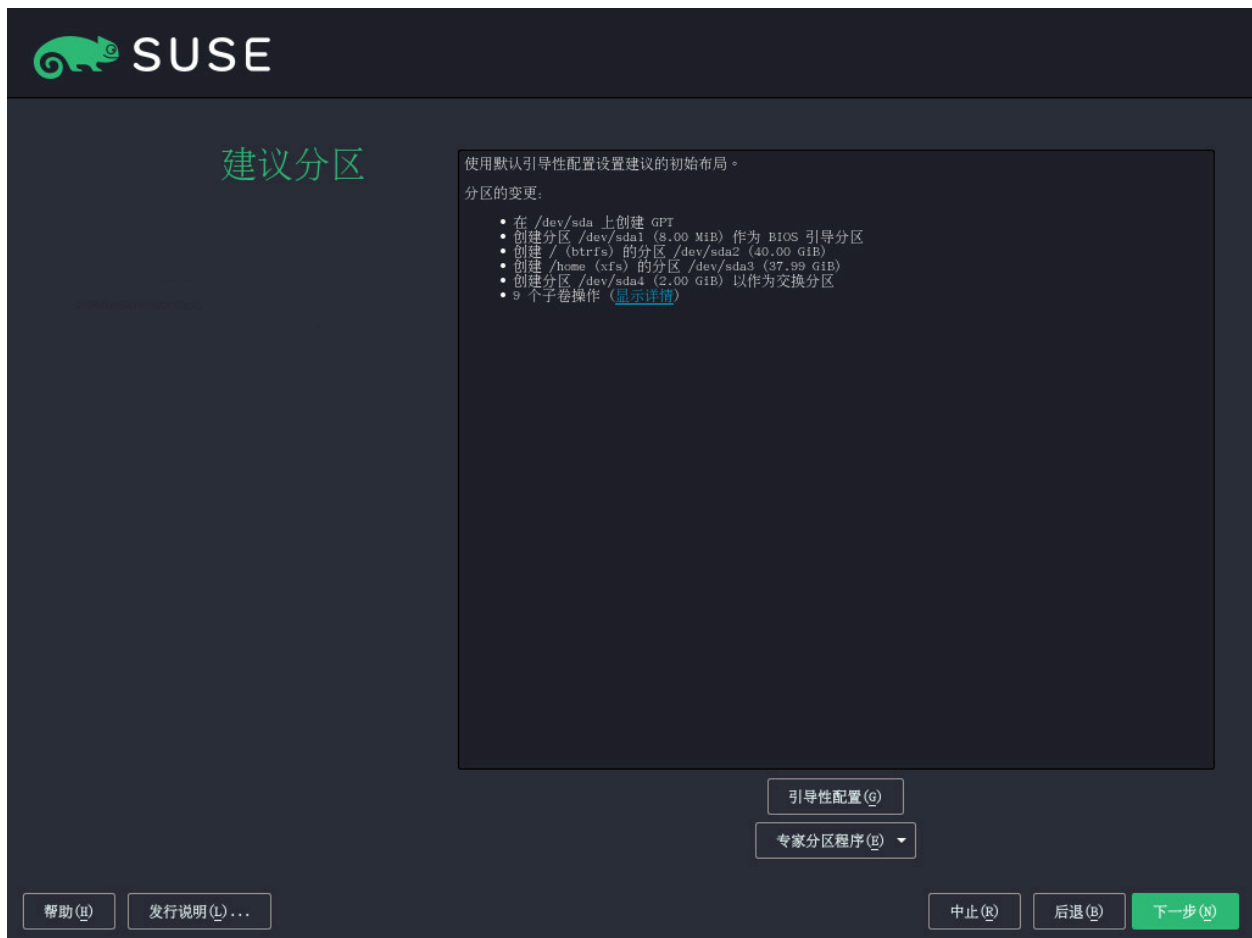 SUSE
建议分区
使用默认引导性配置设置建议的初始布局。
分区的变更:
• 在 /dev/sda 上创建 GPT
• 创建分区 /dev/sda1 (8.00 MiB) 作为 BIOS 引导分区
• 创建 / (btrfs) 的分区 /dev/sda2 (40.00 GiB)
• 创建 /home (xfs) 的分区 /dev/sda3 (37.99 GiB)
• 创建分区 /dev/sda4 (2.00 GiB) 以作为交换分区
• 9 个子卷操作 (显示详情)
引导性配置(G)
专家分区程序(E)
帮助(H)
发行说明(L)...
中止(R)
后退(B)
下一步(N)